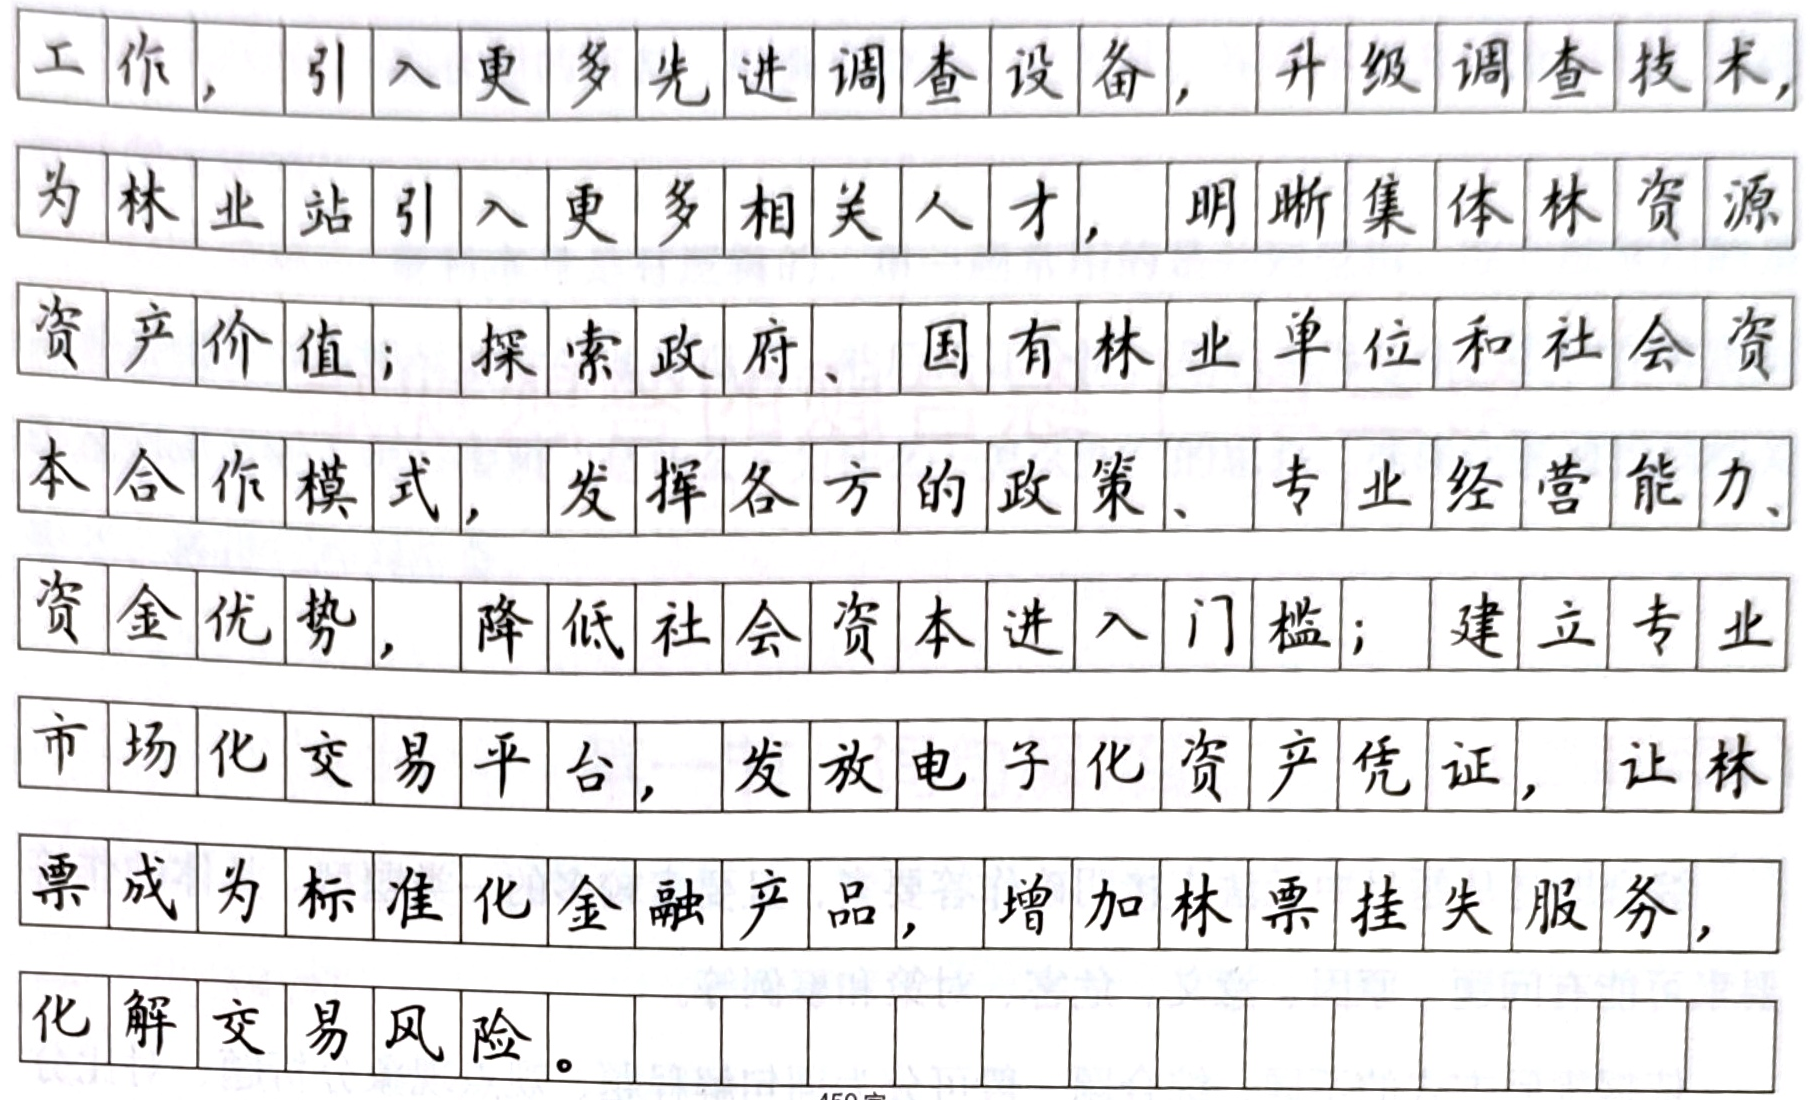 工作，引入更多先进调查设备，升级调查技术，
为林业站引入更多相关人才，明晰集体林资源
资产价值；探索政府、国有林业单位和社会资
本合作模式，发挥各方的政策、专业经营能力、
资金优势，降低社会资本进入门槛；建立专业
市场化交易平台，发放电子化资产凭证，让林
票成为标准化金融产品，增加林票挂失服务，
化解交易风险。